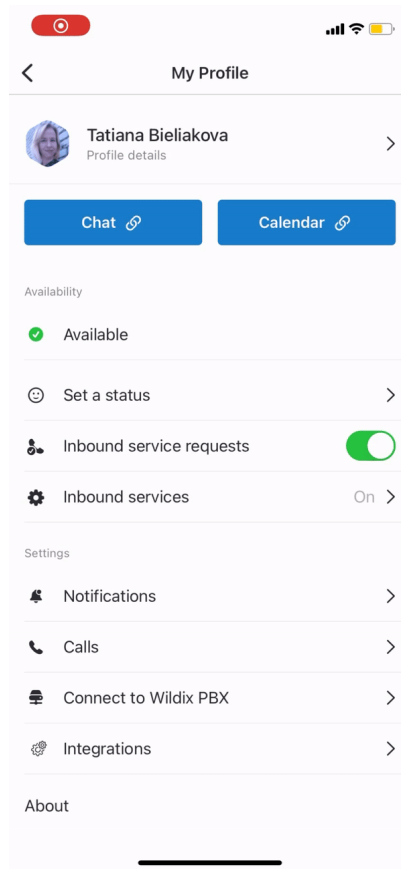 My Profile
Tatiana Bieliakova
Profile details
Chat
Calendar
Availability
Available
Set a status
Inbound service requests
Inbound services
On
Settings
Notifications
Calls
Connect to Wildix PBX
Integrations
About